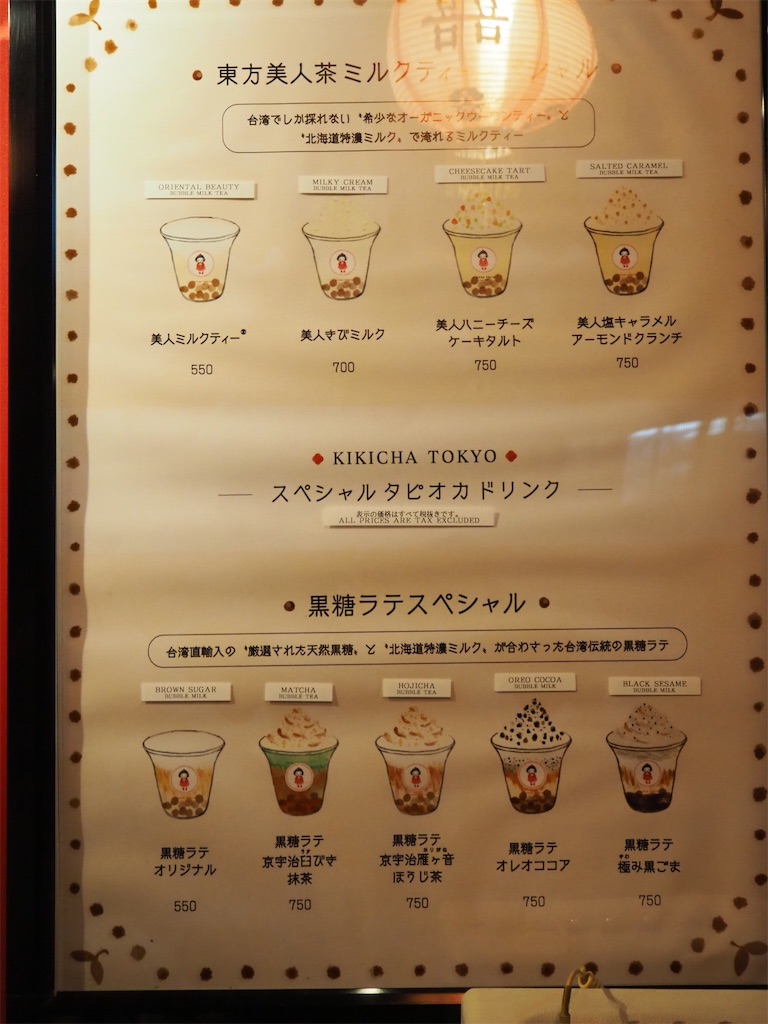 囍
東方美人茶ミルクティー シャル
台湾でしか採れない〝希少なオーガニックウーロンティー〟と
〝北海道特濃ミルク〟で淹れるミルクティー
ORIENTAL BEAUTY
BUBBLE MILK TEA
MILKY CREAM
BUBBLE MILK TEA
CHEESECAKE TART
BUBBLE MILK TEA
SALTED CARAMEL
BUBBLE MILK TEA
美人ミルクティー®
550
美人きびミルク
700
美人ハニーチーズ
ケーキタルト
750
美人塩キャラメル
アーモンドクランチ
750
KIKICHA TOKYO
スペシャルタピオカドリンク
表示の価格はすべて税抜きです。
ALL PRICES ARE TAX EXCLUDED
黒糖ラテスペシャル
台湾直輸入の〝厳選された天然黒糖〟と〝北海道特濃ミルク〟が合わさった台湾伝統の黒糖ラテ
BROWN SUGAR
BUBBLE MILK
MATCHA
BUBBLE TEA
HOJICHA
BUBBLE TEA
OREO COCOA
BUBBLE MILK
BLACK SESAME
BUBBLE MILK
黒糖ラテ
オリジナル
550
黒糖ラテ
京宇治臼びき
抹茶
750
黒糖ラテ
京宇治雁ヶ音
ほうじ茶
750
黒糖ラテ
オレオココア
750
黒糖ラテ
極み黒ごま
750